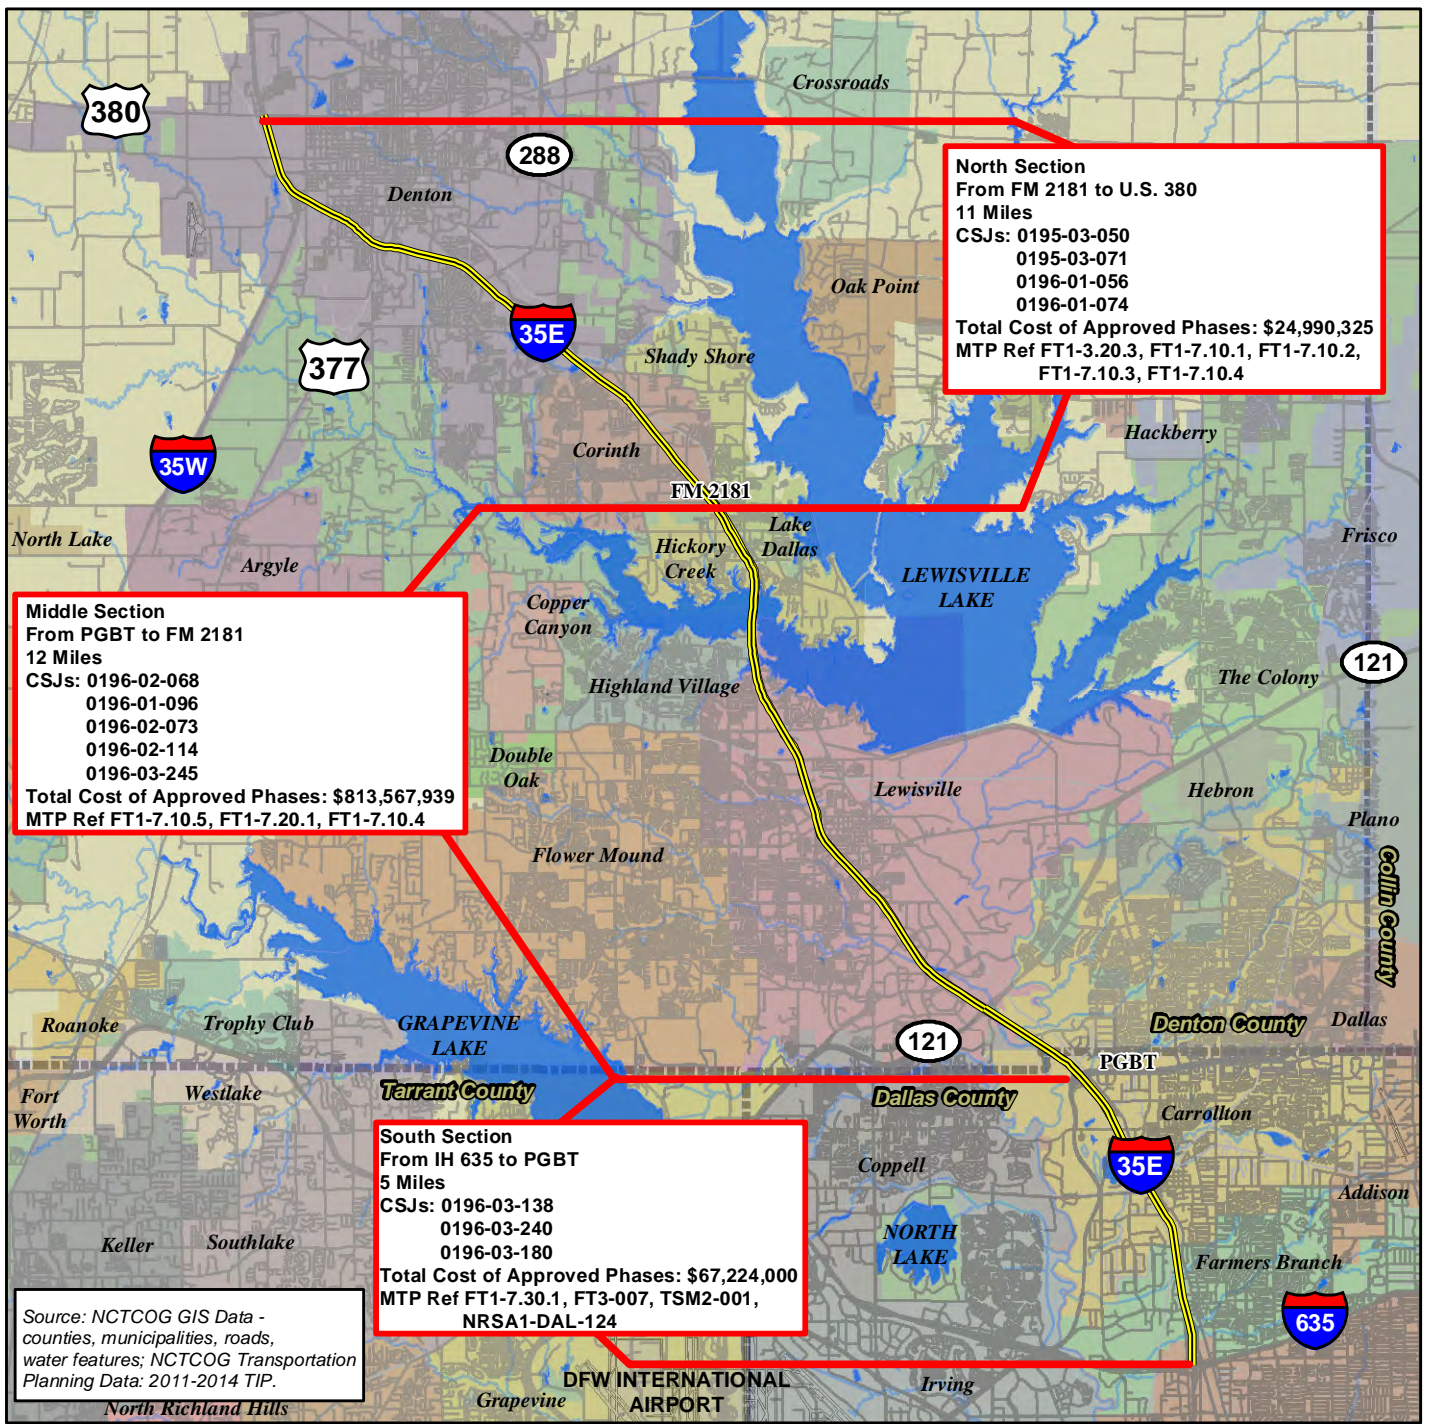 Crossroads
380
288
Denton
North Section
From FM 2181 to U.S. 380
11 Miles
CSJs: 0195-03-050
0195-03-071
0196-01-056
0196-01-074
Total Cost of Approved Phases: $24,990,325
MTP Ref FT1-3.20.3, FT1-7.10.1, FT1-7.10.2,
FT1-7.10.3, FT1-7.10.4
Oak Point
35E
Shady Shore
377
Hackberry
Corinth
35W
FM 2181
North Lake
Argyle
Hickory
Creek
Lake
Dallas
LEWISVILLE
LAKE
Frisco
Copper
Canyon
Middle Section
From PGBT to FM 2181
12 Miles
CSJs: 0196-02-068
0196-01-096
0196-02-073
0196-02-114
0196-03-245
Total Cost of Approved Phases: $813,567,939
MTP Ref FT1-7.10.5, FT1-7.20.1, FT1-7.10.4
121
The Colony
Highland Village
Double
Oak
Lewisville
Hebron
Plano
Flower Mound
Collin County
Roanoke
Trophy Club
GRAPEVINE
LAKE
121
Denton County
Dallas
PGBT
Fort
Worth
Westlake
Tarrant County
Dallas County
Carrollton
South Section
From IH 635 to PGBT
5 Miles
CSJs: 0196-03-138
0196-03-240
0196-03-180
Total Cost of Approved Phases: $67,224,000
MTP Ref FT1-7.30.1, FT3-007, TSM2-001,
NRSA1-DAL-124
Coppell
35E
Addison
Keller
Southlake
NORTH
LAKE
Farmers Branch
635
Source: NCTCOG GIS Data -
counties, municipalities, roads,
water features; NCTCOG Transportation
Planning Data: 2011-2014 TIP.
North Richland Hills
Grapevine
DFW INTERNATIONAL
AIRPORT
Irving